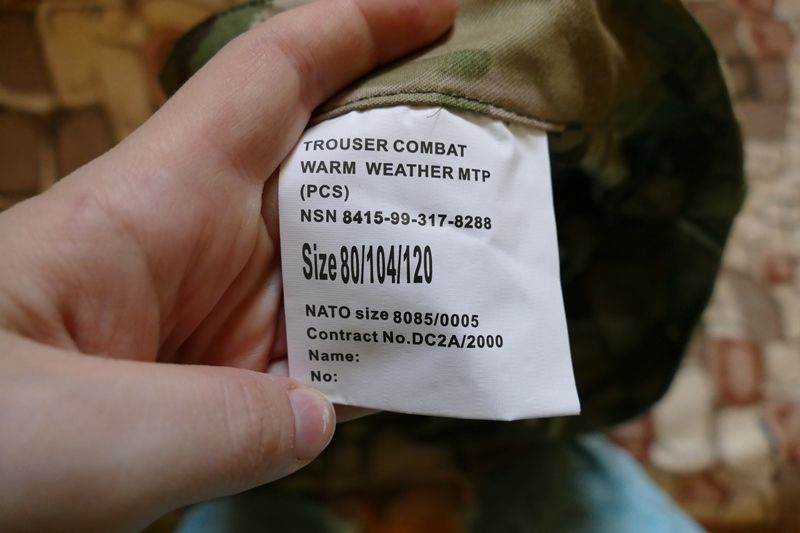 TROUSER COMBAT
WARM WEATHER MTP
(PCS)
NSN 8415-99-317-8288
Size 80/104/120
NATO size 8085/0005
Contract No.DC2A/2000
Name:
No: